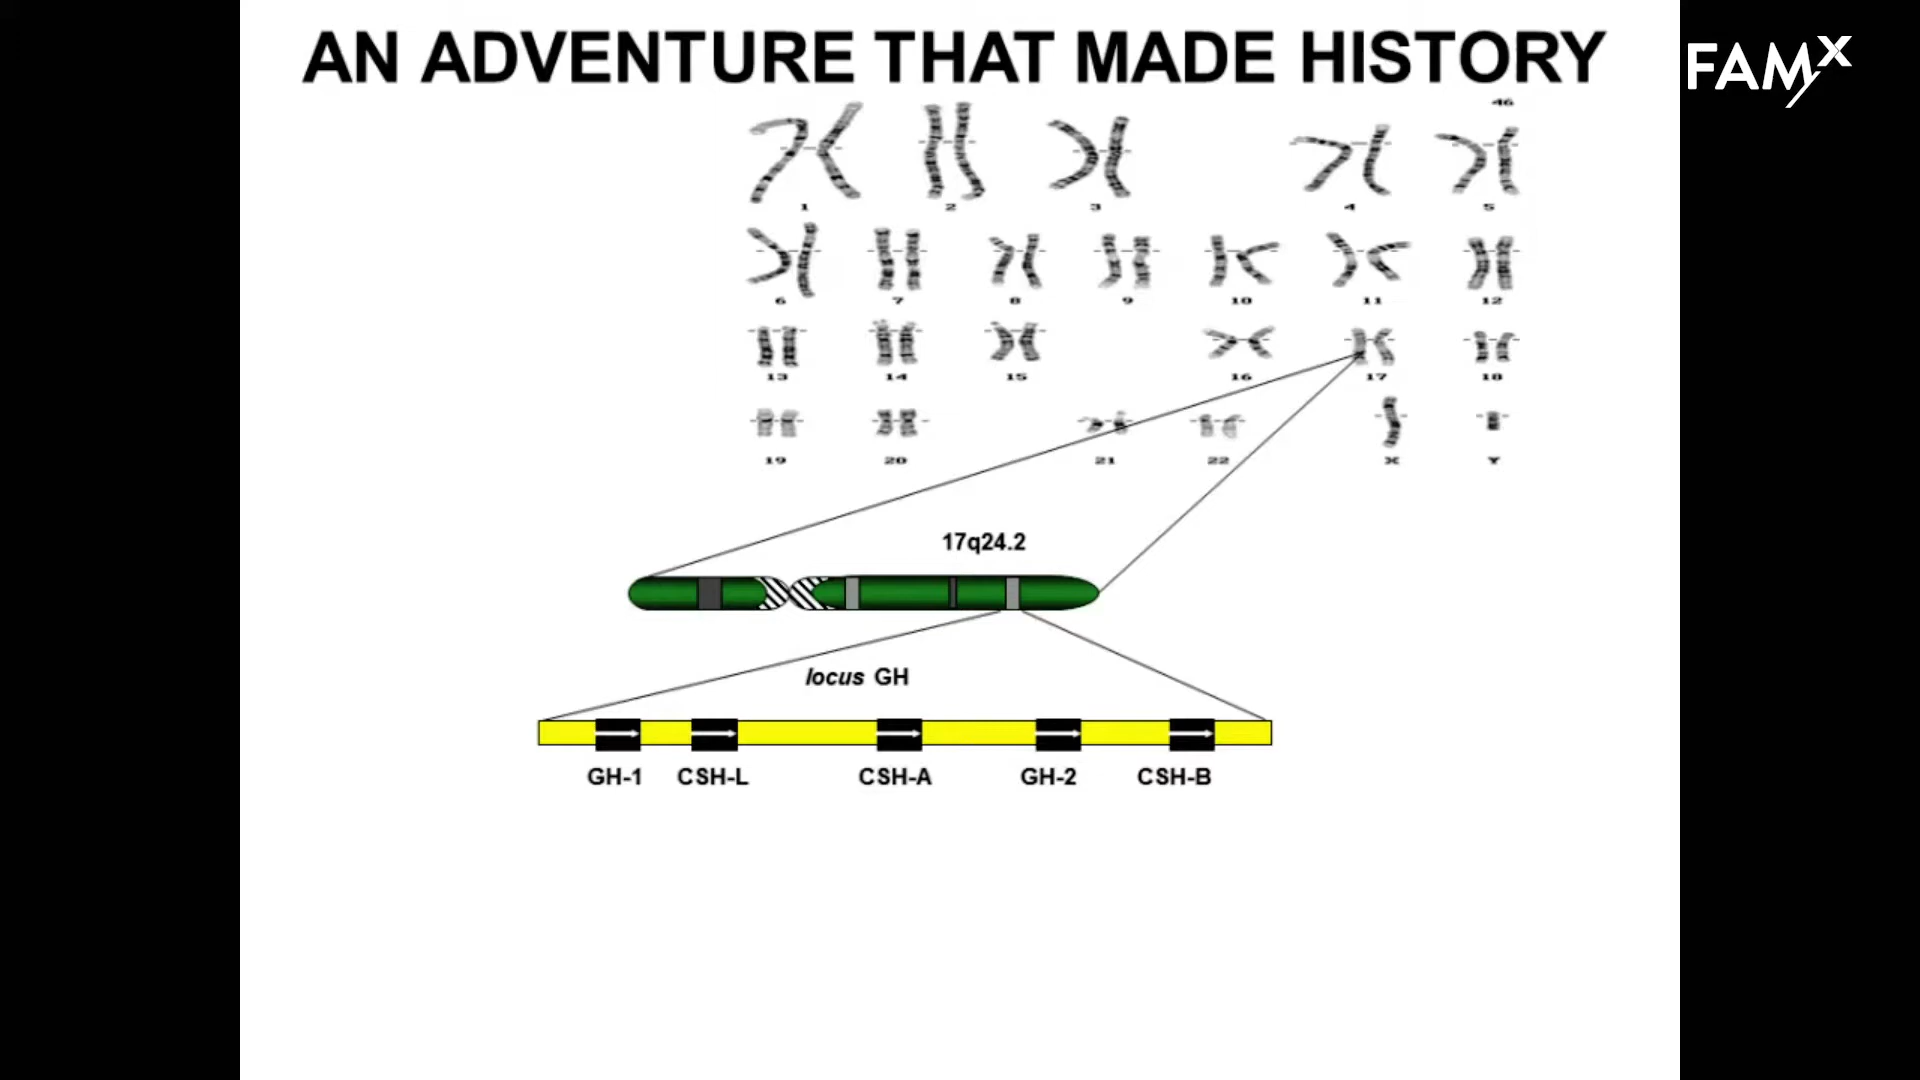 AN ADVENTURE THAT MADE HISTORY
FAMX
46
1 2 3 4 5
6 7 8 9 10 11 12
13 14 15 16 17 18
19 20 21 22 X Y
17q24.2
locus GH
GH-1 CSH-L CSH-A GH-2 CSH-B